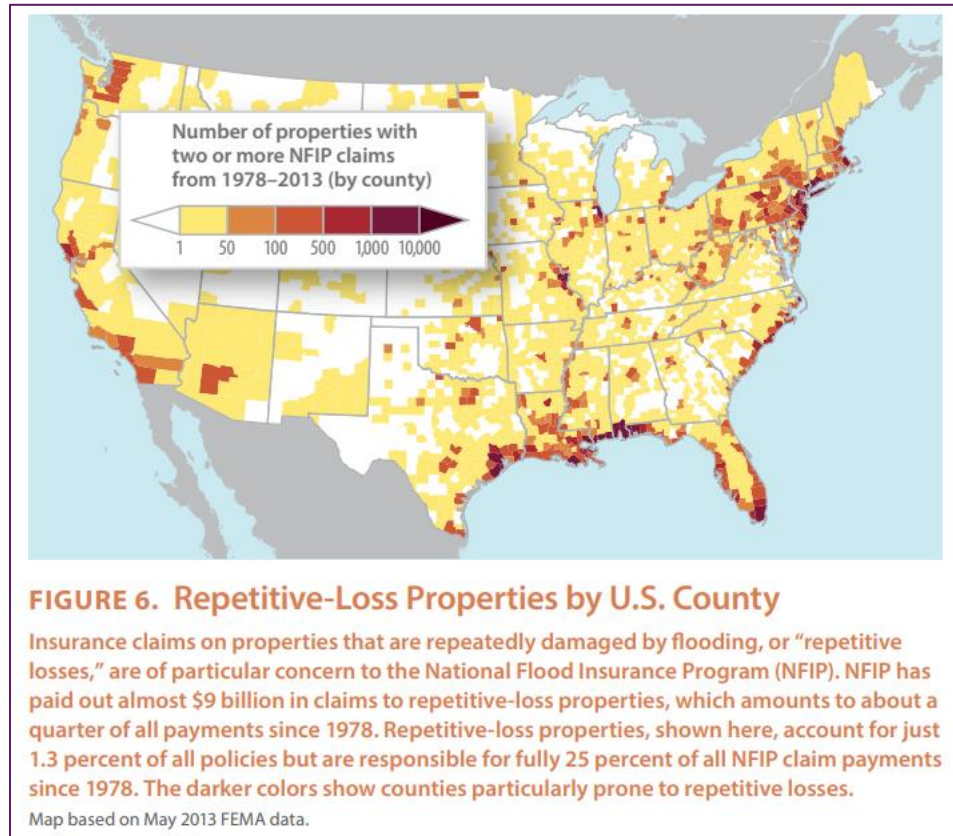 Number of properties with
two or more NFIP claims
from 1978–2013 (by county)
1 50 100 500 1,000 10,000
FIGURE 6. Repetitive-Loss Properties by U.S. County
Insurance claims on properties that are repeatedly damaged by flooding, or “repetitive
losses,” are of particular concern to the National Flood Insurance Program (NFIP). NFIP has
paid out almost $9 billion in claims to repetitive-loss properties, which amounts to about a
quarter of all payments since 1978. Repetitive-loss properties, shown here, account for just
1.3 percent of all policies but are responsible for fully 25 percent of all NFIP claim payments
since 1978. The darker colors show counties particularly prone to repetitive losses.
Map based on May 2013 FEMA data.